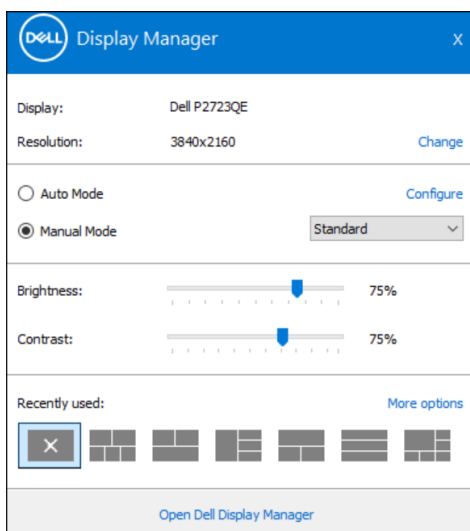 DELL Display Manager X
Display: Dell P2723QE
Resolution: 3840x2160 Change
Auto Mode Configure
Manual Mode Standard
Brightness: 75%
Contrast: 75%
Recently used: More options
Open Dell Display Manager